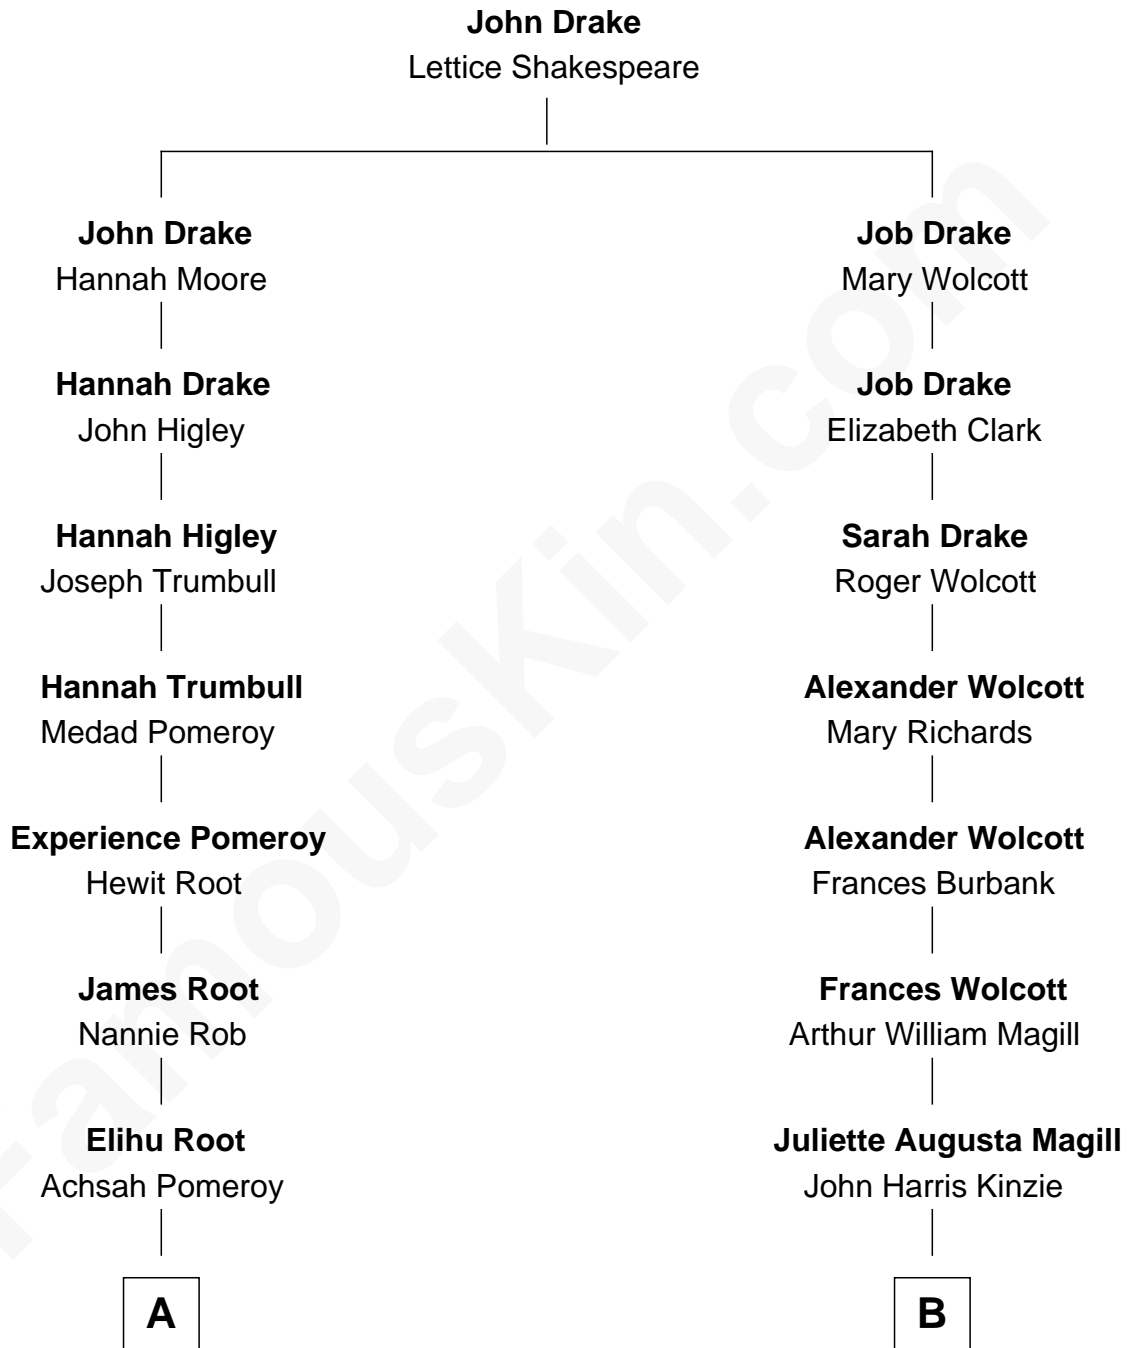 John Drake
Lettice Shakespeare
John Drake
Hannah Moore
Hannah Drake
John Higley
Hannah Higley
Joseph Trumbull
Hannah Trumbull
Medad Pomeroy
Experience Pomeroy
Hewit Root
James Root
Nannie Rob
Elihu Root
Achsah Pomeroy
A
Job Drake
Mary Wolcott
Job Drake
Elizabeth Clark
Sarah Drake
Roger Wolcott
Alexander Wolcott
Mary Richards
Alexander Wolcott
Frances Burbank
Frances Wolcott
Arthur William Magill
Juliette Augusta Magill
John Harris Kinzie
B
FamousKin.com